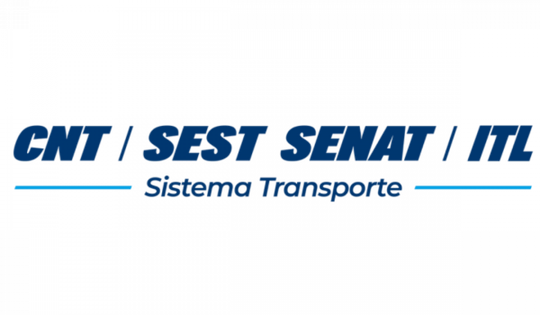 CNT / SEST SENAT / ITL
Sistema Transporte